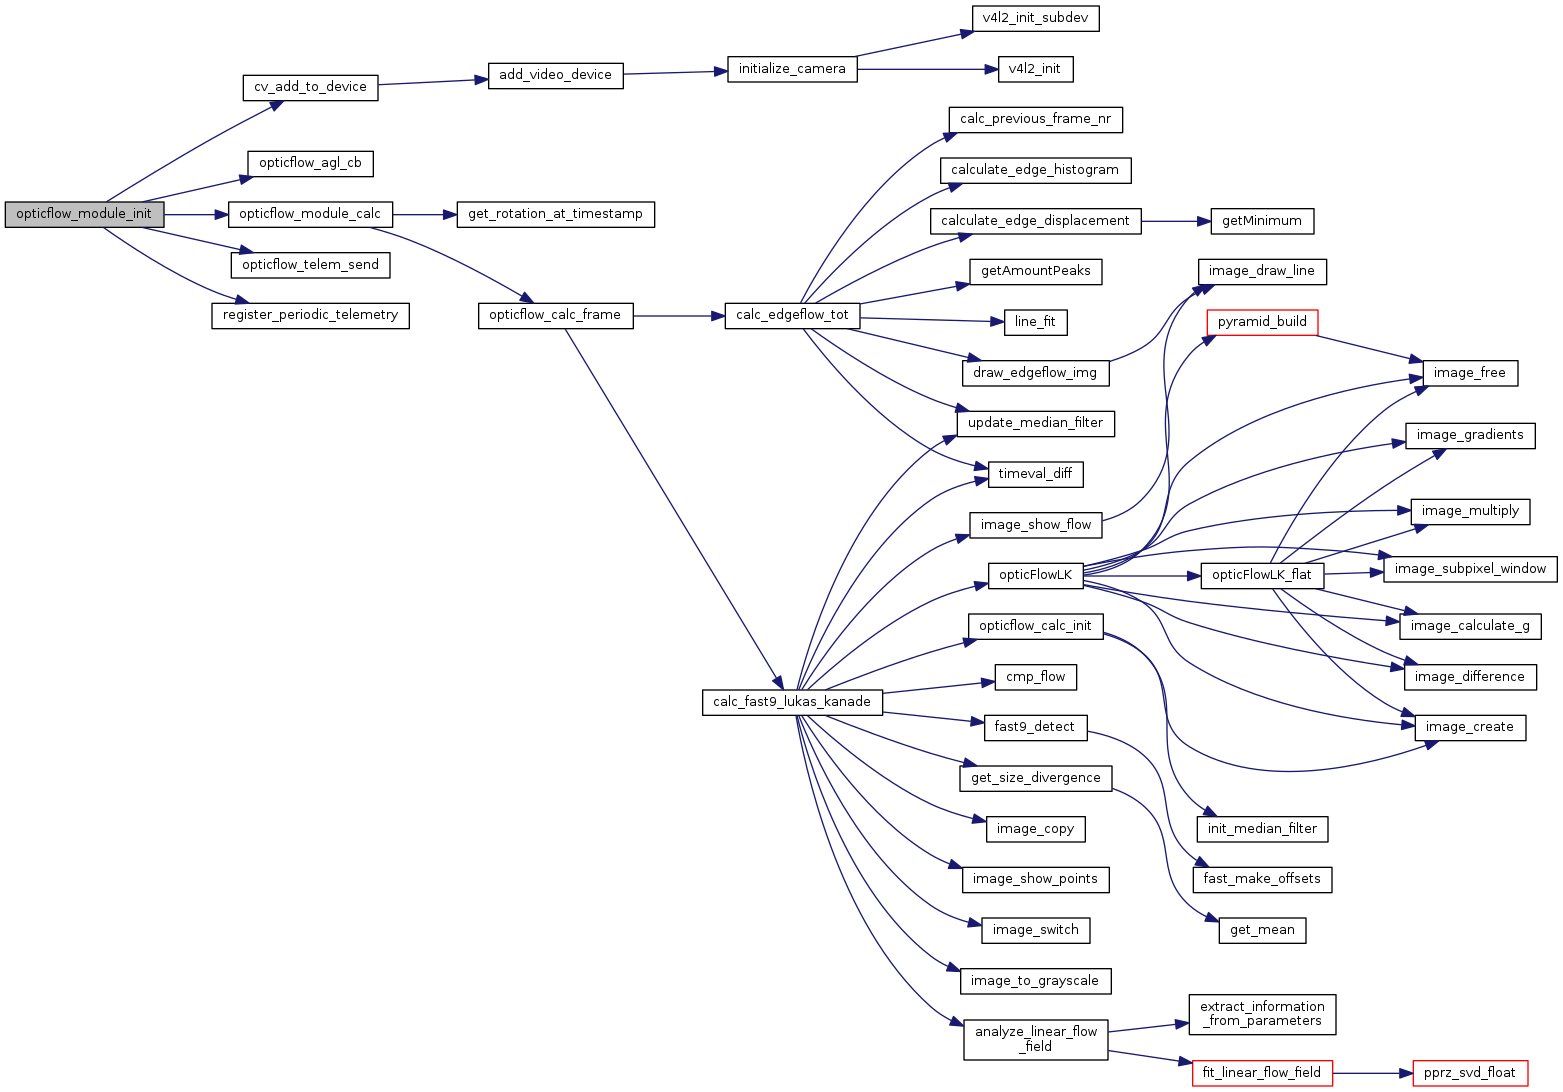 v4l2_init_subdev
initialize_camera
v4l2_init
add_video_device
cv_add_to_device
calc_previous_frame_nr
opticflow_agl_cb
calculate_edge_histogram
opticflow_module_init
opticflow_module_calc
get_rotation_at_timestamp
calculate_edge_displacement
getMinimum
opticflow_telem_send
getAmountPeaks
image_draw_line
register_periodic_telemetry
opticflow_calc_frame
calc_edgeflow_tot
line_fit
pyramid_build
draw_edgeflow_img
image_free
update_median_filter
image_gradients
timeval_diff
image_show_flow
image_multiply
opticFlowLK
opticFlowLK_flat
image_subpixel_window
opticflow_calc_init
image_calculate_g
cmp_flow
image_difference
calc_fast9_lukas_kanade
fast9_detect
image_create
get_size_divergence
image_copy
init_median_filter
image_show_points
fast_make_offsets
image_switch
get_mean
image_to_grayscale
extract_information
_from_parameters
analyze_linear_flow
_field
fit_linear_flow_field
pprz_svd_float